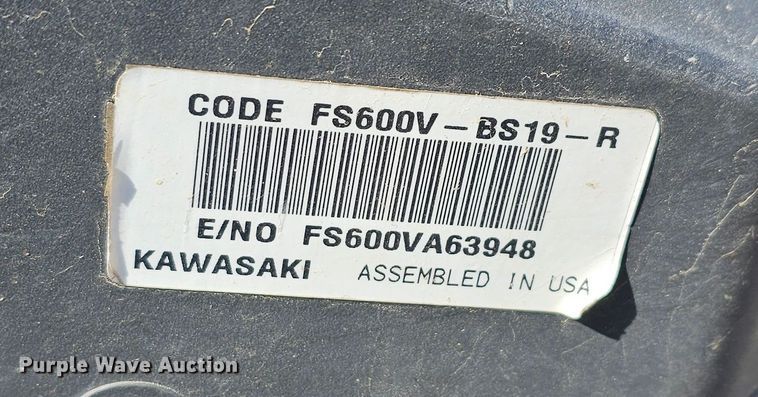 CODE FS600V-BS19-R
E/NO FS600VA63948
KAWASAKI ASSEMBLED IN USA
Purple Wave Auction